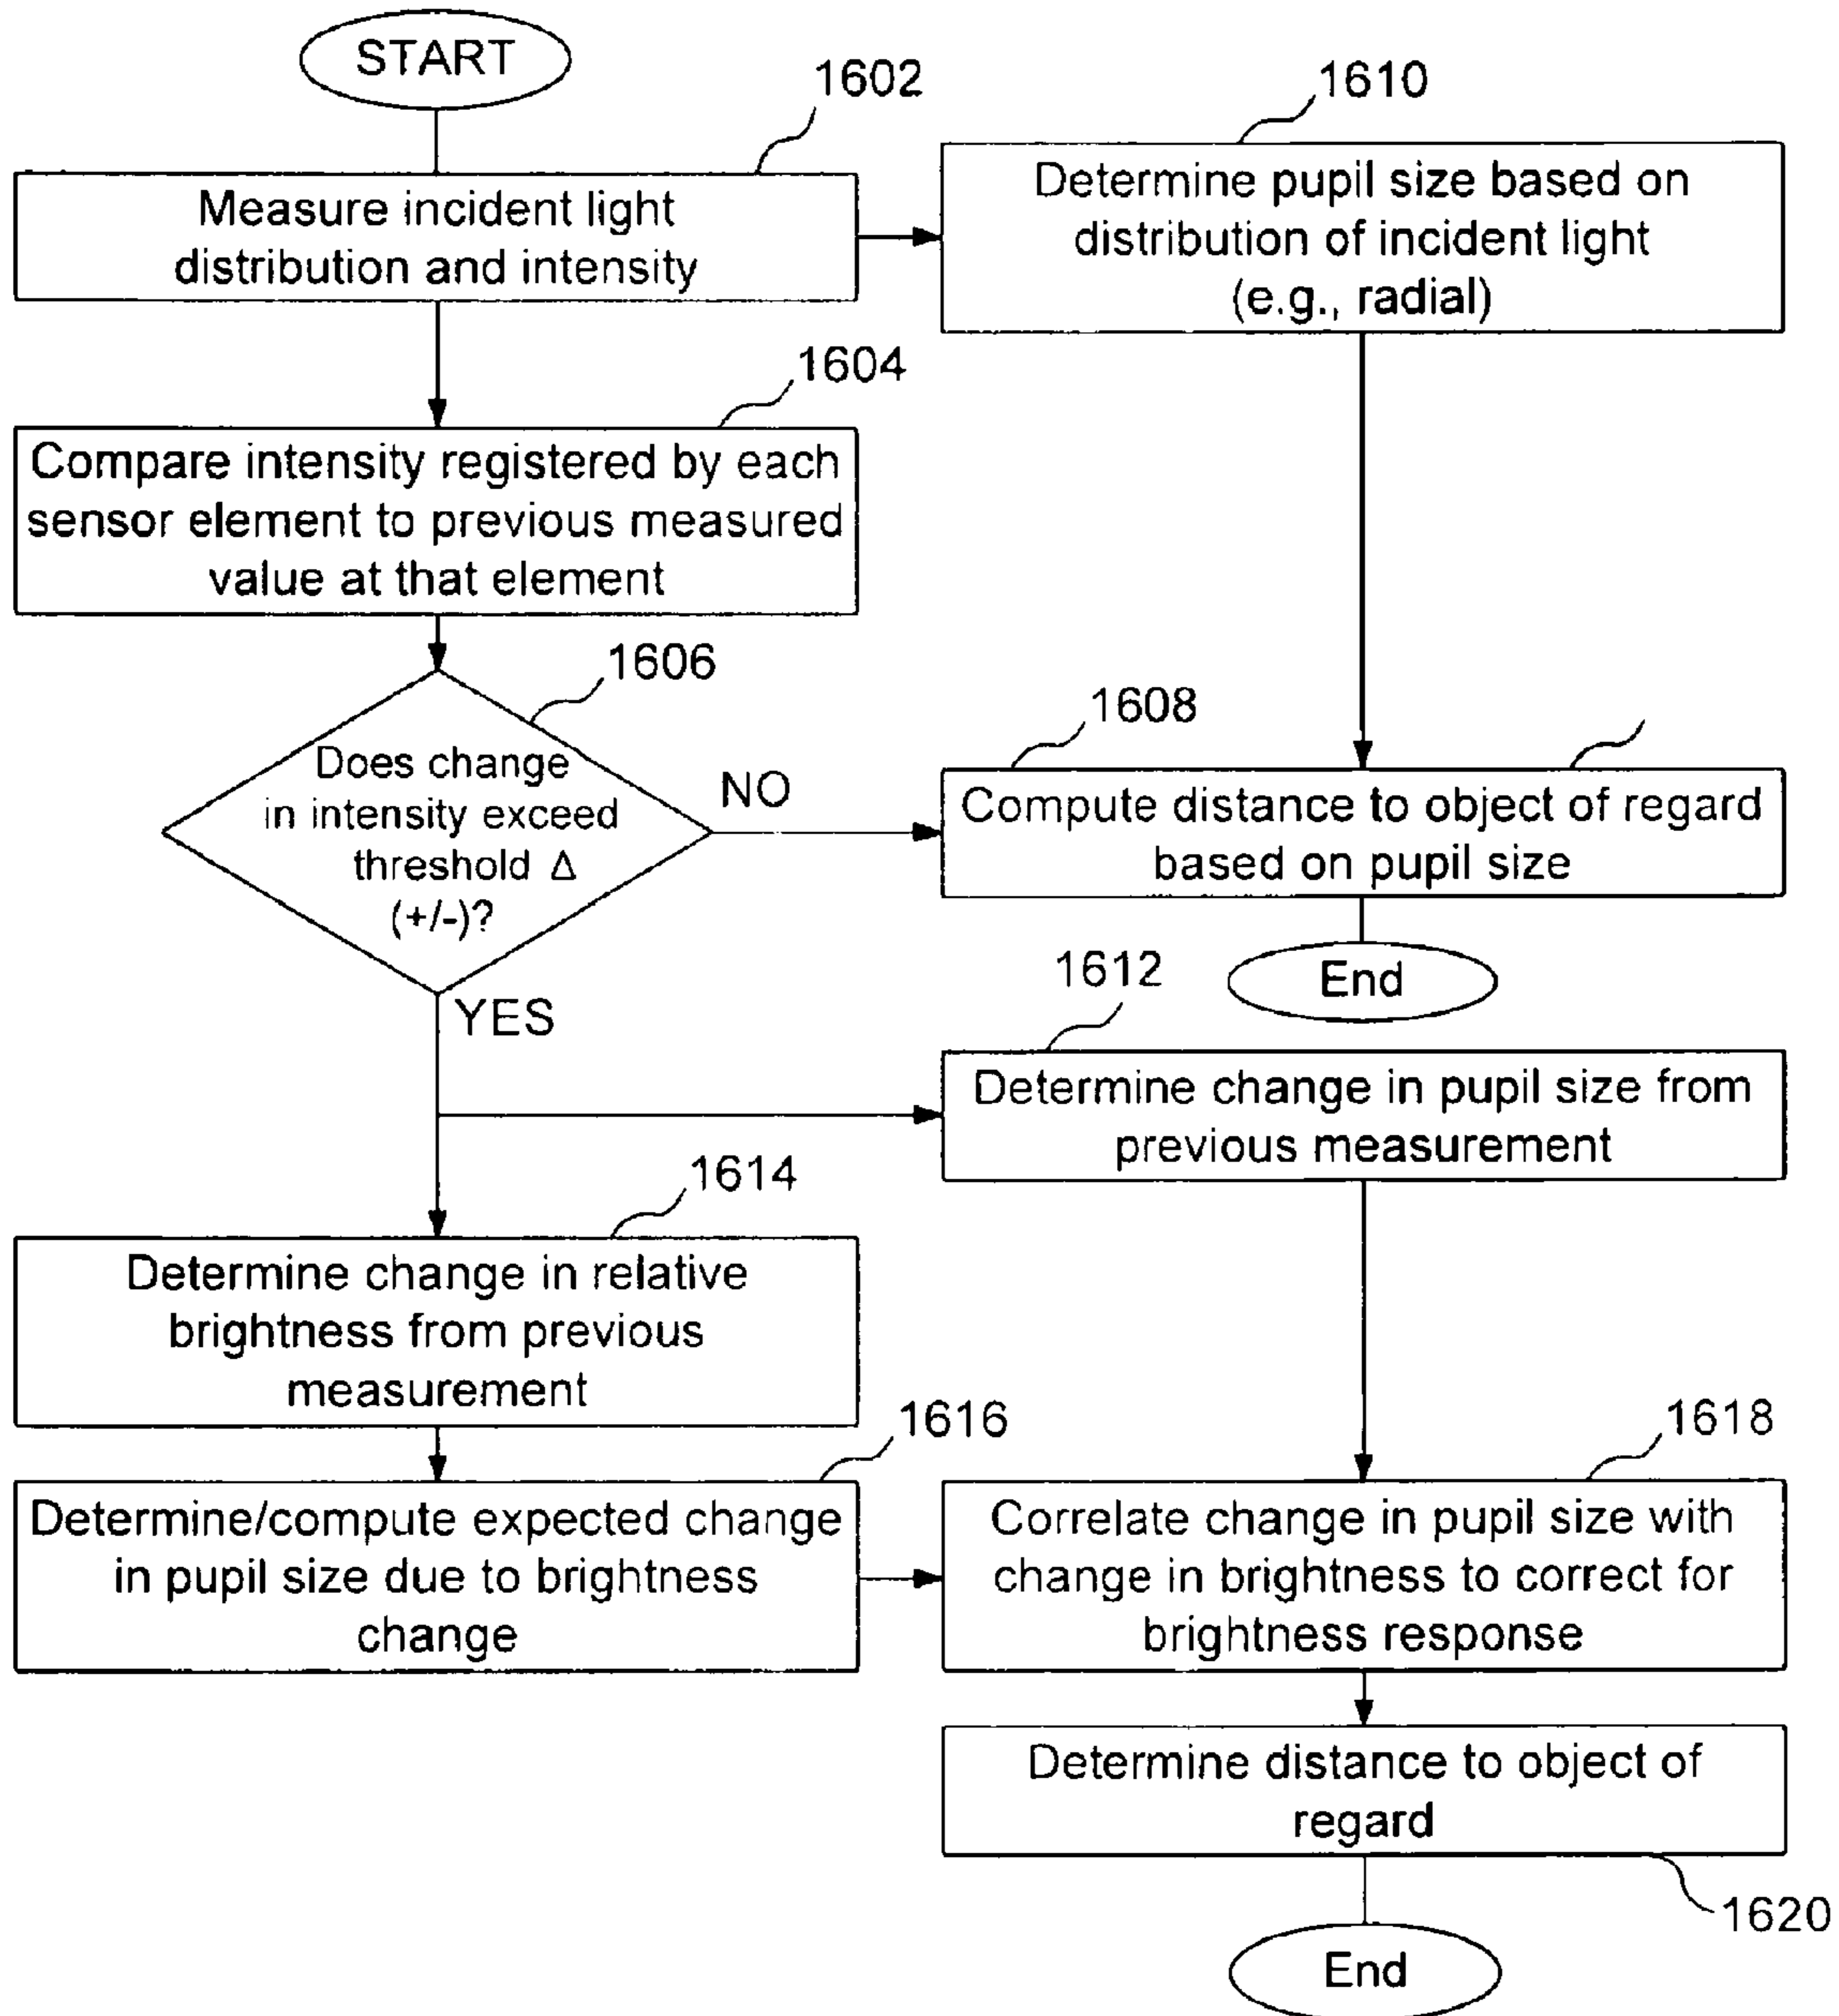 START
1602
Measure incident light
distribution and intensity
1610
Determine pupil size based on
distribution of incident light
(e.g., radial)
1604
Compare intensity registered by each
sensor element to previous measured
value at that element
1606
Does change
in intensity exceed
threshold Δ
(+/-)?
NO
YES
1608
Compute distance to object of regard
based on pupil size
End
1612
Determine change in pupil size from
previous measurement
1614
Determine change in relative
brightness from previous
measurement
1616
Determine/compute expected change
in pupil size due to brightness
change
1618
Correlate change in pupil size with
change in brightness to correct for
brightness response
Determine distance to object of
regard
1620
End